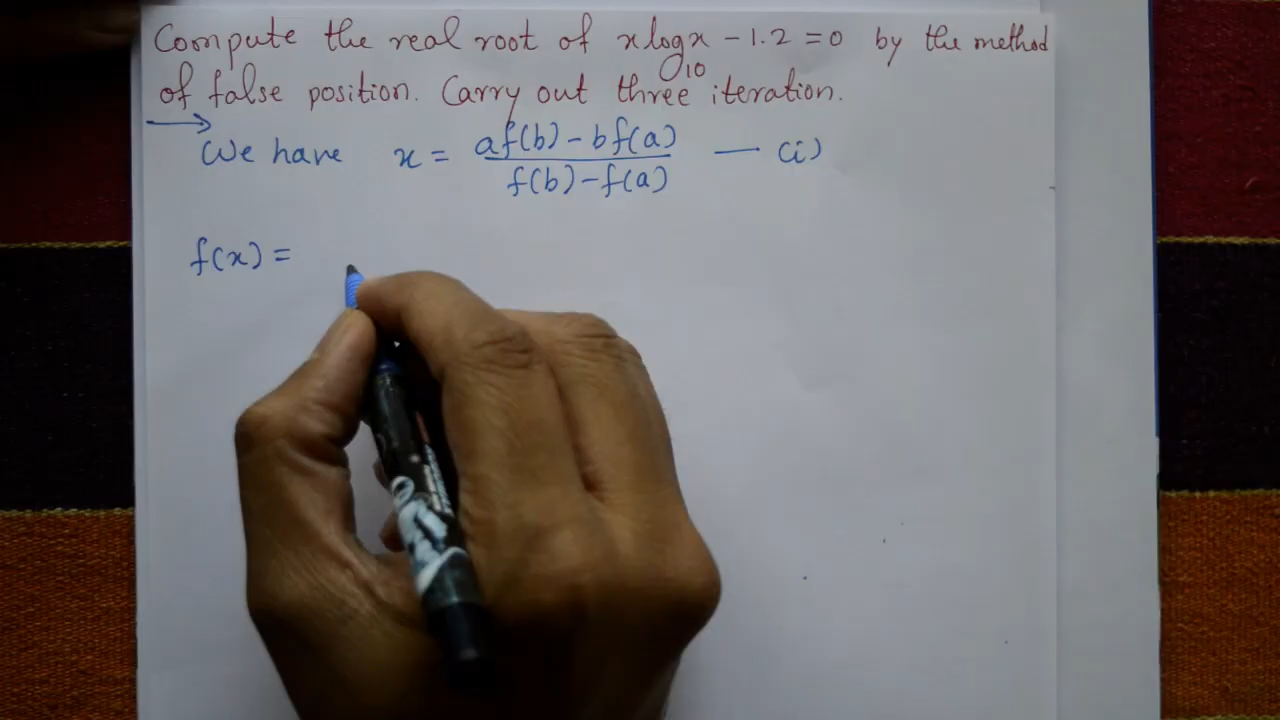 Compute the real root of xlog₁₀x - 1.2 = 0 by the method
of false position. Carry out three iteration.
We have x = af(b) - bf(a) / f(b) - f(a) — (i)
f(x) =